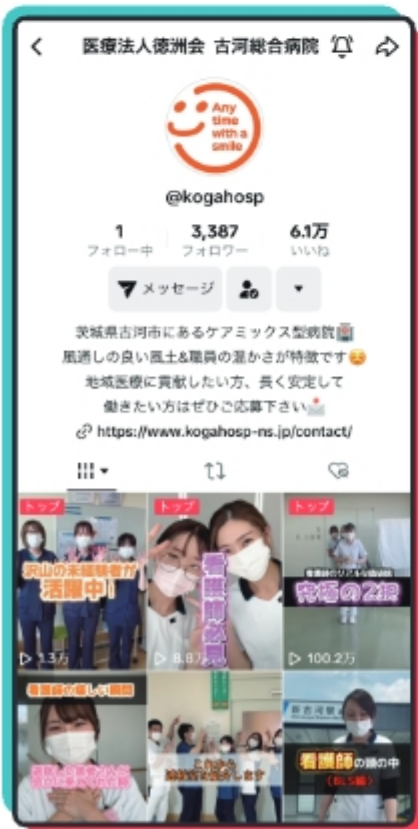 医療法人徳洲会 古河総合病院
Any
time
with a
smile
@kogahosp
1 3,387 6.1万
フォロー中 フォロワー いいね
メッセージ
茨城県古河市にあるケアミックス型病院🏥
風通しの良い風土&職員の温かさが特徴です☺️
地域医療に貢献したい方、長く安定して
働きたい方はぜひご応募下さい📩
https://www.kogahosp-ns.jp/contact/
トップ トップ トップ
沢山の未経験者が
活躍中!
看護師必見
究極の2択
1.3万 8.8万 100.2万
看護師の嬉しい瞬間
看護師の頭の中
(BLS編)